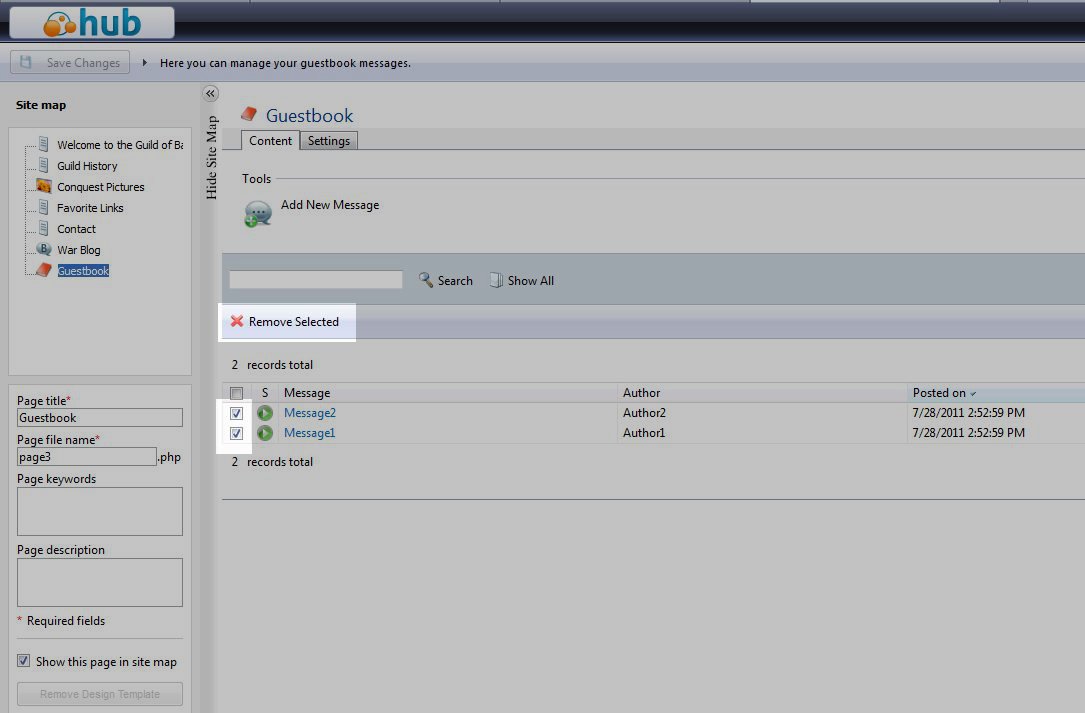 hub
Save Changes
Here you can manage your guestbook messages.
Site map
Welcome to the Guild of Ba
Guild History
Conquest Pictures
Favorite Links
Contact
War Blog
Guestbook
Hide Site Map
Guestbook
Content Settings
Tools
Add New Message
Search Show All
Remove Selected
2 records total
S Message Author Posted on
Message2 Author2 7/28/2011 2:52:59 PM
Message1 Author1 7/28/2011 2:52:59 PM
2 records total
Page title*
Guestbook
Page file name*
page3 .php
Page keywords
Page description
* Required fields
Show this page in site map
Remove Design Template